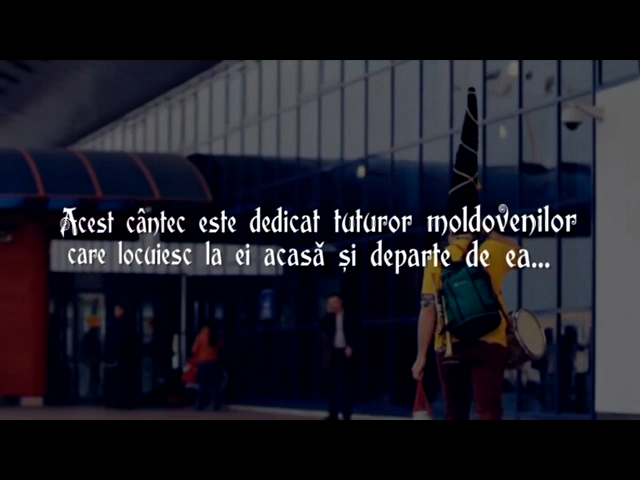 Acest cântec este dedicat tuturor moldovenilor
care locuiesc la ei acasă și departe de ea...